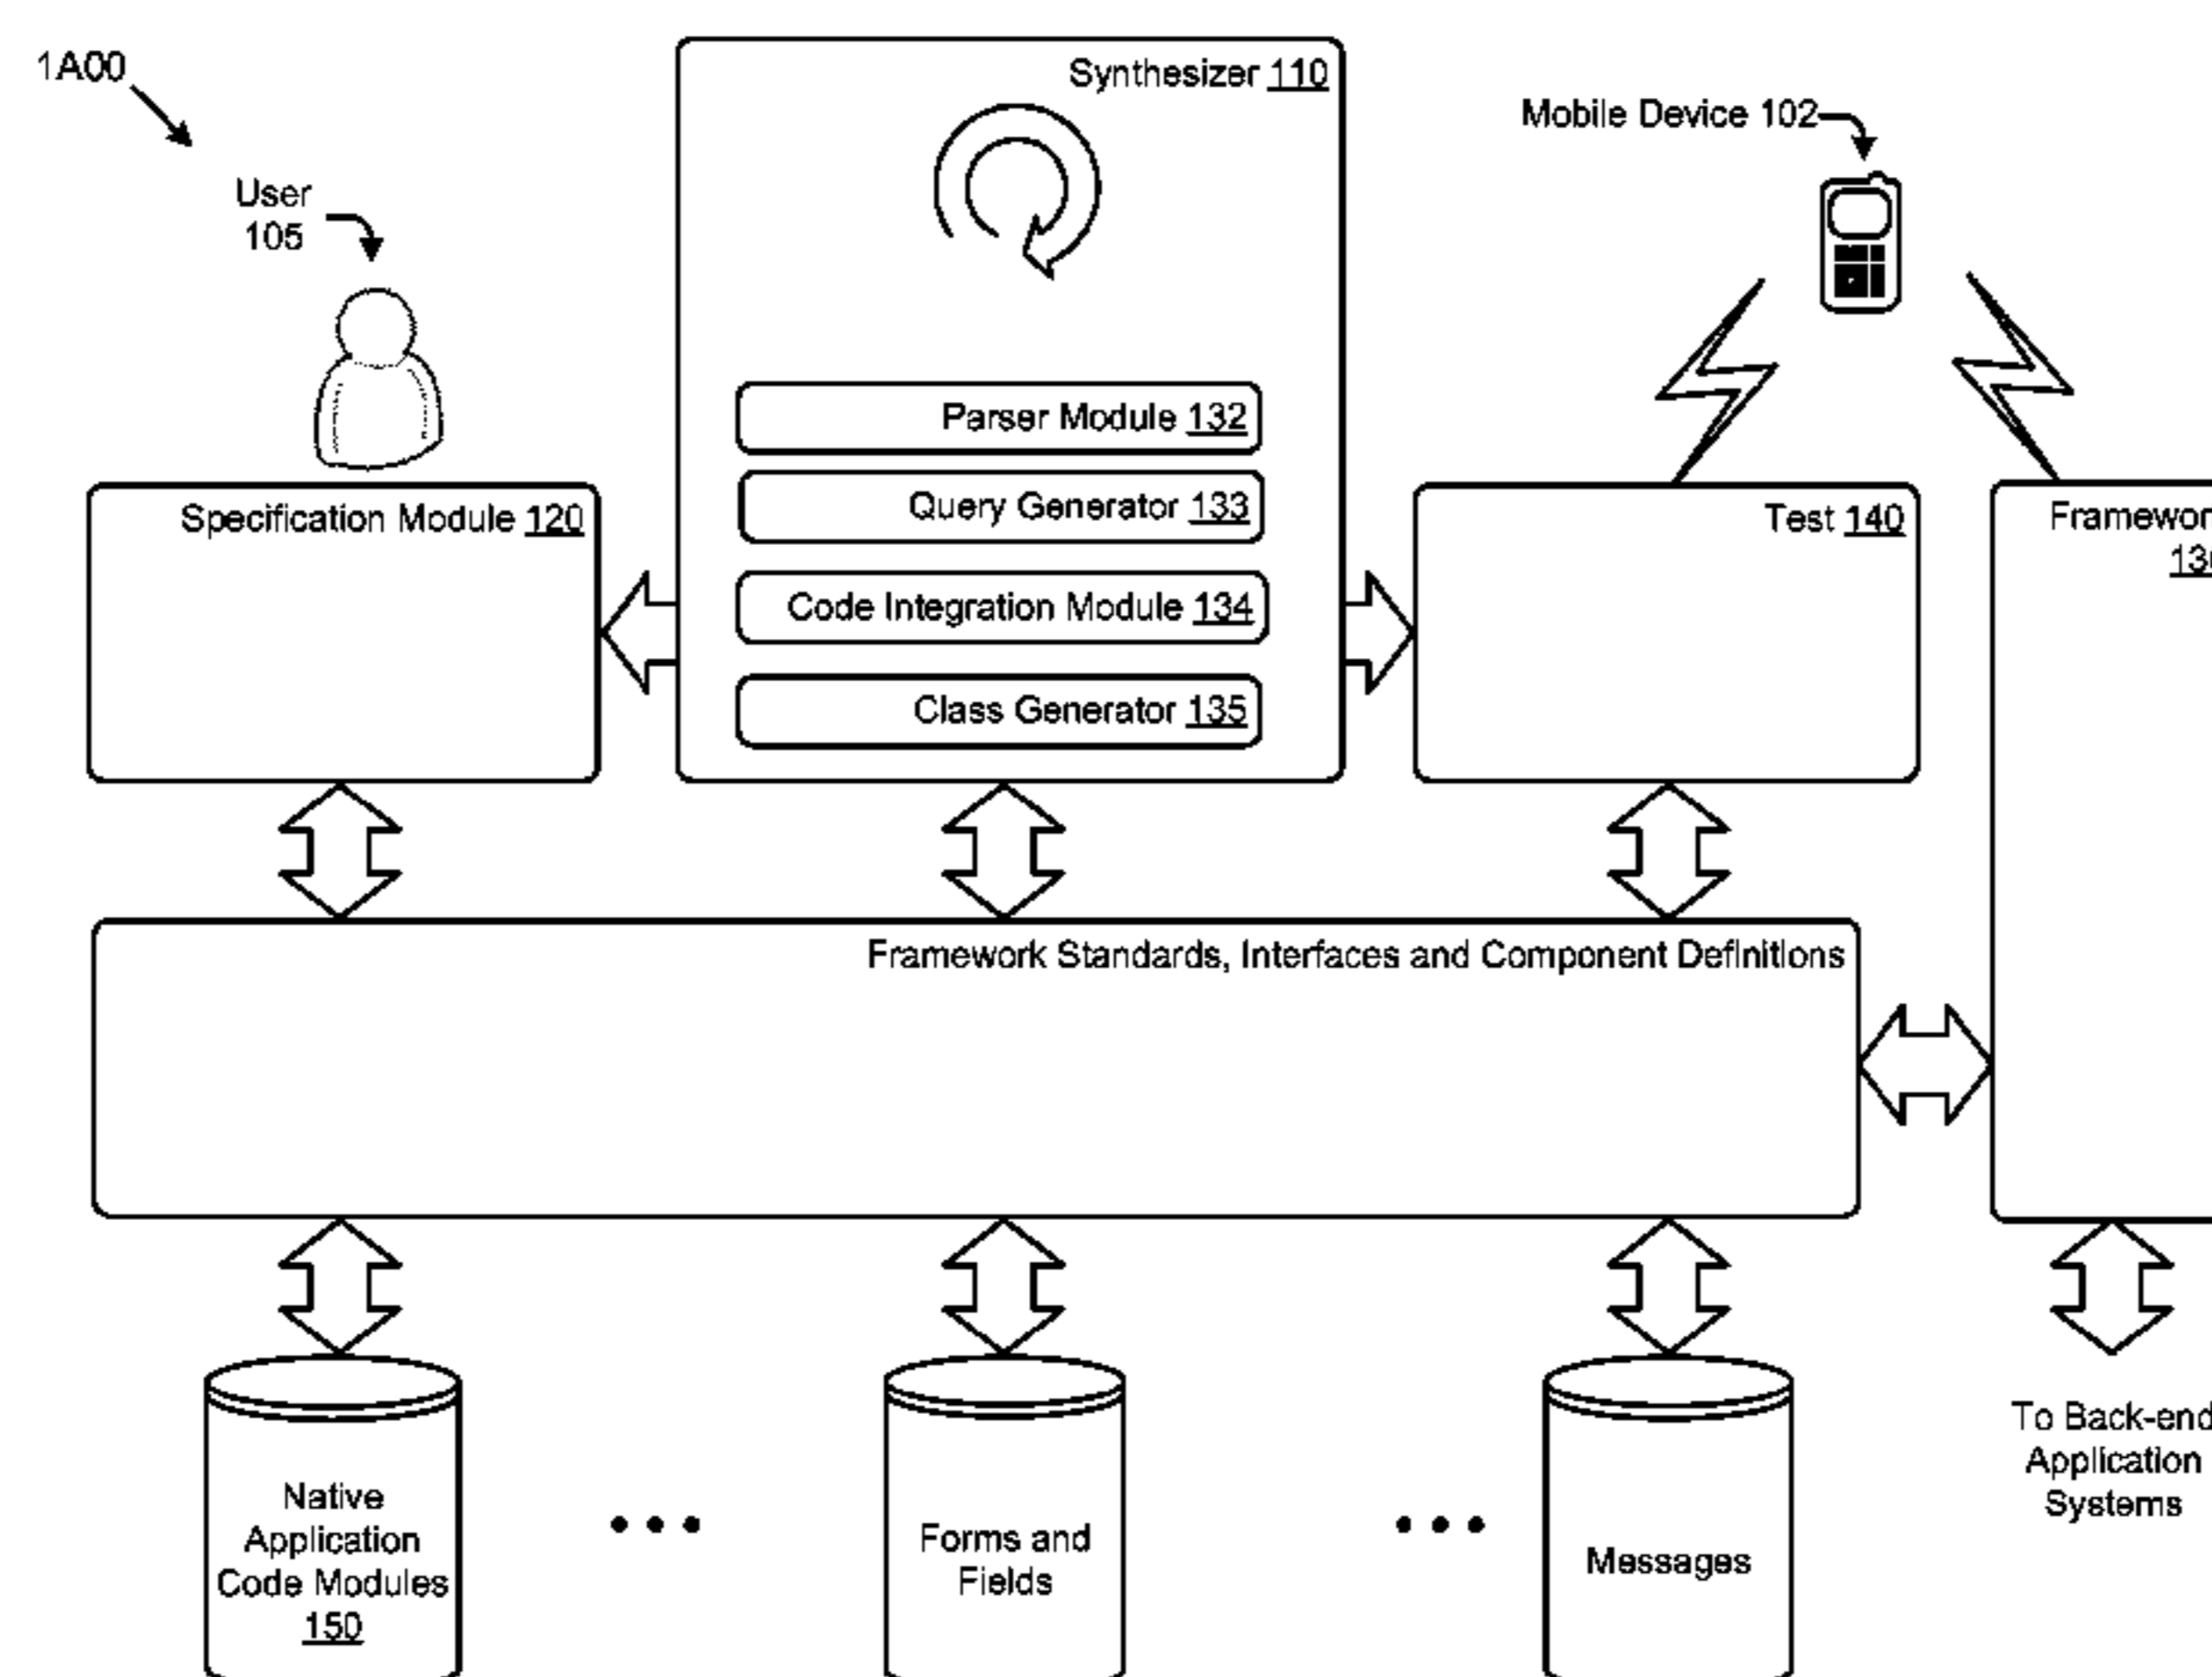 1A00
User
105
Synthesizer 110
Mobile Device 102
Parser Module 132
Query Generator 133
Code Integration Module 134
Class Generator 135
Specification Module 120
Test 140
Framework Standards, Interfaces and Component Definitions
Native
Application
Code Modules
150
• • •
Forms and
Fields
• • •
Messages
To Back-end
Application
Systems